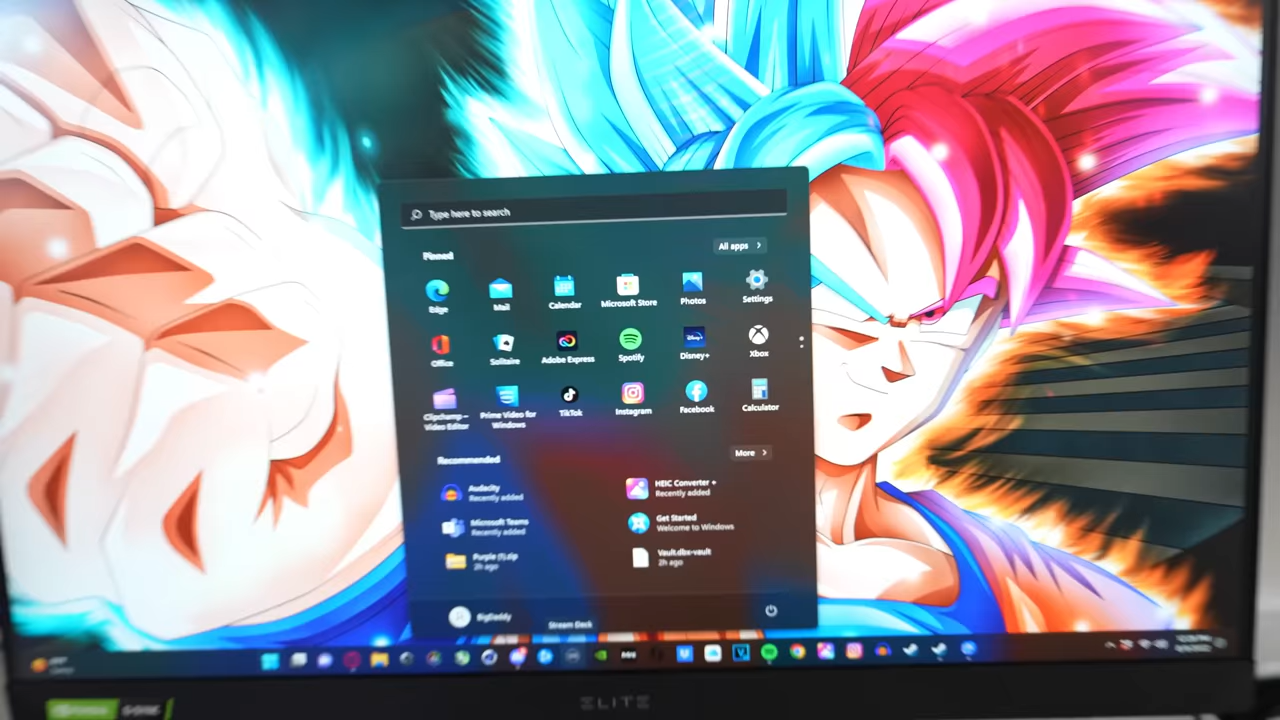 Type here to search
Pinned
All apps >
Edge
Mail
Calendar
Microsoft Store
Photos
Settings
Office
Solitaire
Adobe Express
Spotify
Disney+
Xbox
Clipchamp –
Video Editor
Prime Video for
Windows
TikTok
Instagram
Facebook
Calculator
Recommended
More >
Audacity
Recently added
HEIC Converter +
Recently added
Microsoft Teams
Recently added
Get Started
Welcome to Windows
Purple (1).zip
2h ago
Vault.dbx-vault
2h ago
BigDaddy
Stream Deck
ELITE